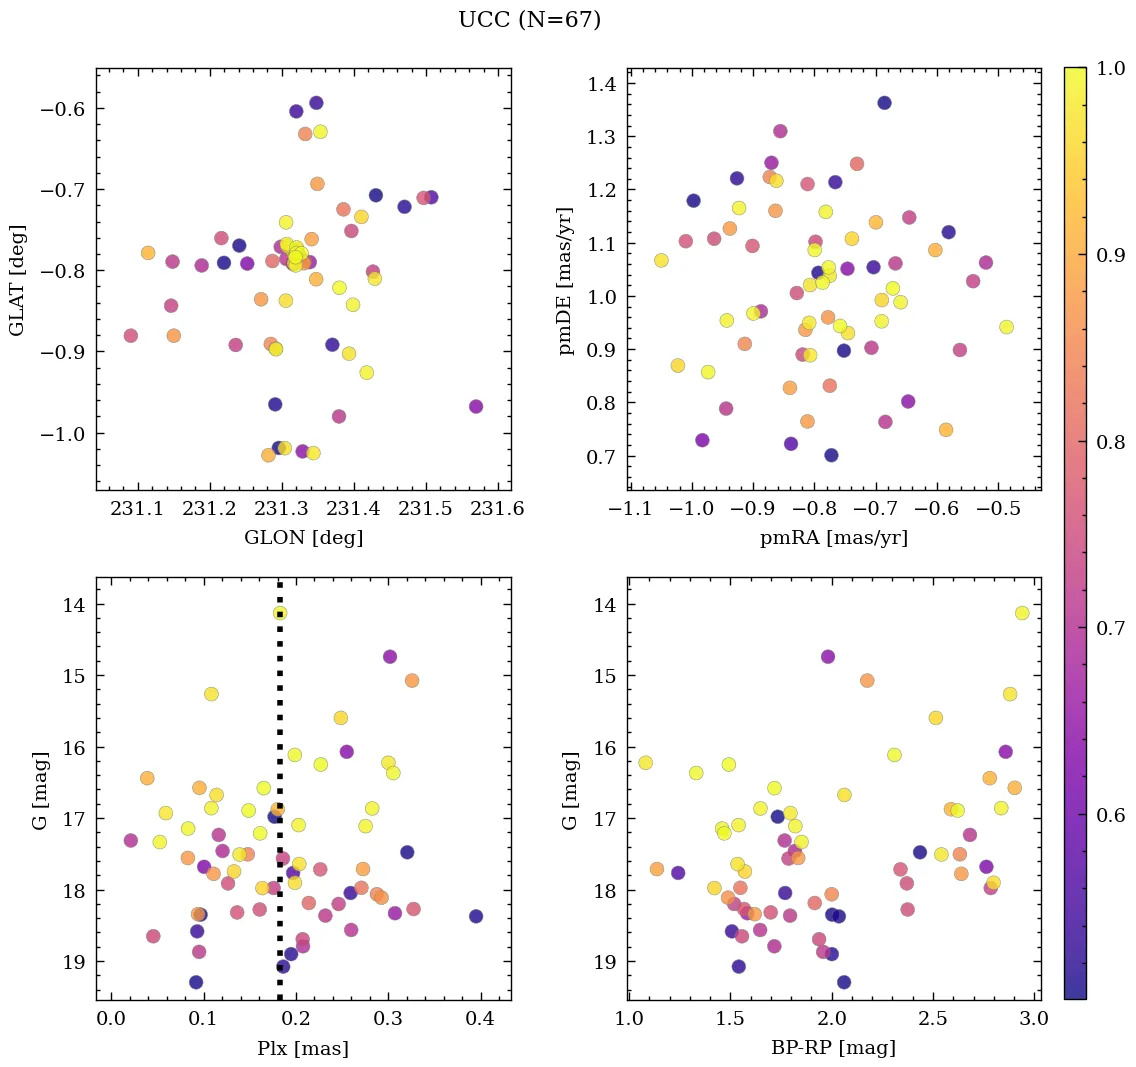 UCC (N=67)
−0.6
−0.7
−0.8
−0.9
−1.0
GLAT [deg]
231.1 231.2 231.3 231.4 231.5 231.6
GLON [deg]
1.4
1.3
1.2
1.1
1.0
0.9
0.8
0.7
pmDE [mas/yr]
−1.1 −1.0 −0.9 −0.8 −0.7 −0.6 −0.5
pmRA [mas/yr]
1.0
0.9
0.8
0.7
0.6
14
15
16
17
18
19
G [mag]
0.0 0.1 0.2 0.3 0.4
Plx [mas]
14
15
16
17
18
19
G [mag]
1.0 1.5 2.0 2.5 3.0
BP-RP [mag]